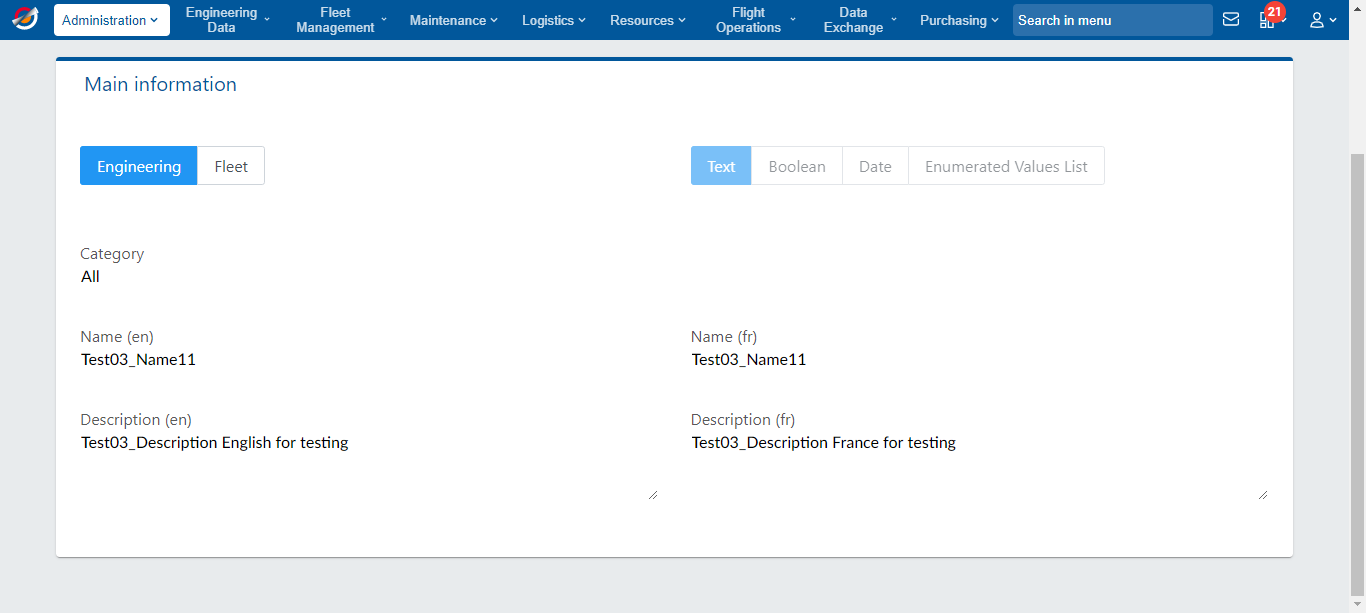 Administration
Engineering Data
Fleet Management
Maintenance
Logistics
Resources
Flight Operations
Data Exchange
Purchasing
Search in menu
21
Main information
Engineering Fleet
Text Boolean Date Enumerated Values List
Category
All
Name (en)
Test03_Name11
Name (fr)
Test03_Name11
Description (en)
Test03_Description English for testing
Description (fr)
Test03_Description France for testing